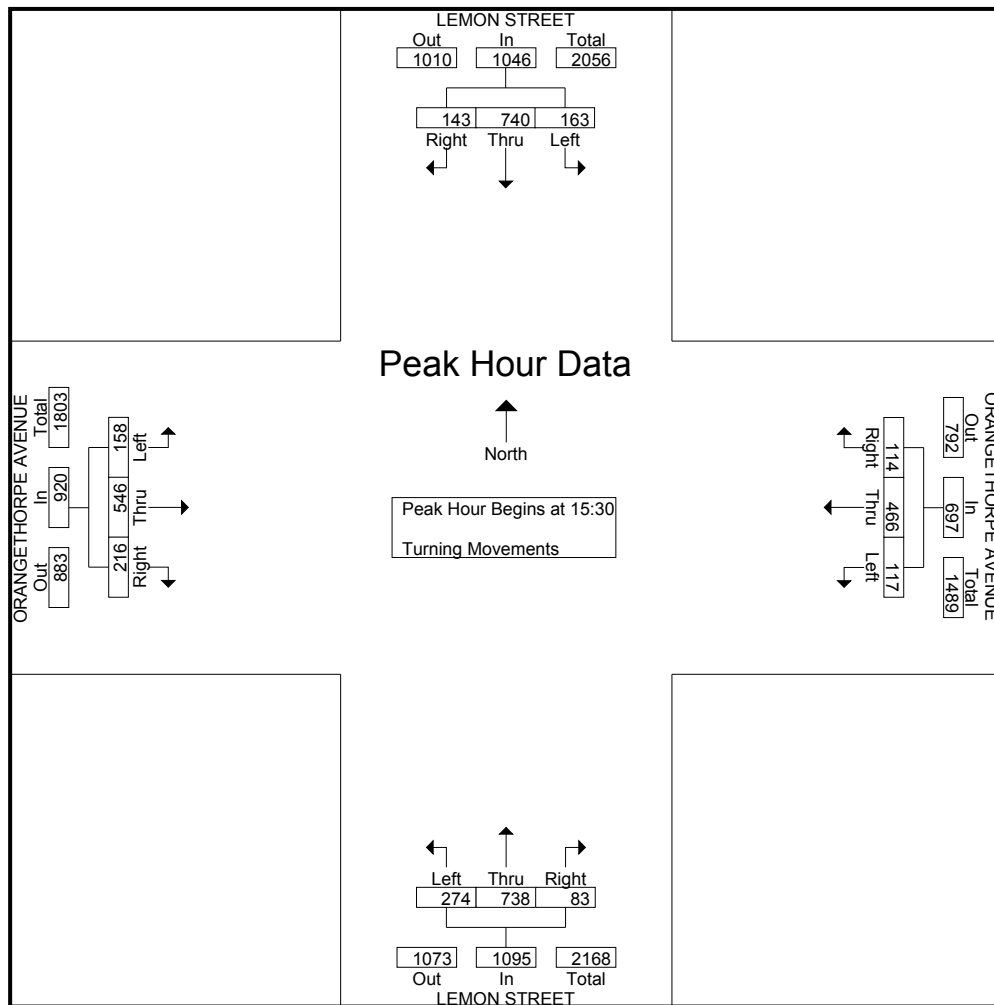 LEMON STREET
Out In Total
1010 1046 2056
143 740 163
Right Thru Left
Peak Hour Data
North
Peak Hour Begins at 15:30
Turning Movements
ORANGETHORPE AVENUE
Total In Out
1803 920 883
158 546 216
Left Thru Right
ORANGETHORPE AVENUE
Out In Total
792 697 1489
114 466 117
Right Thru Left
Left Thru Right
274 738 83
1073 1095 2168
Out In Total
LEMON STREET